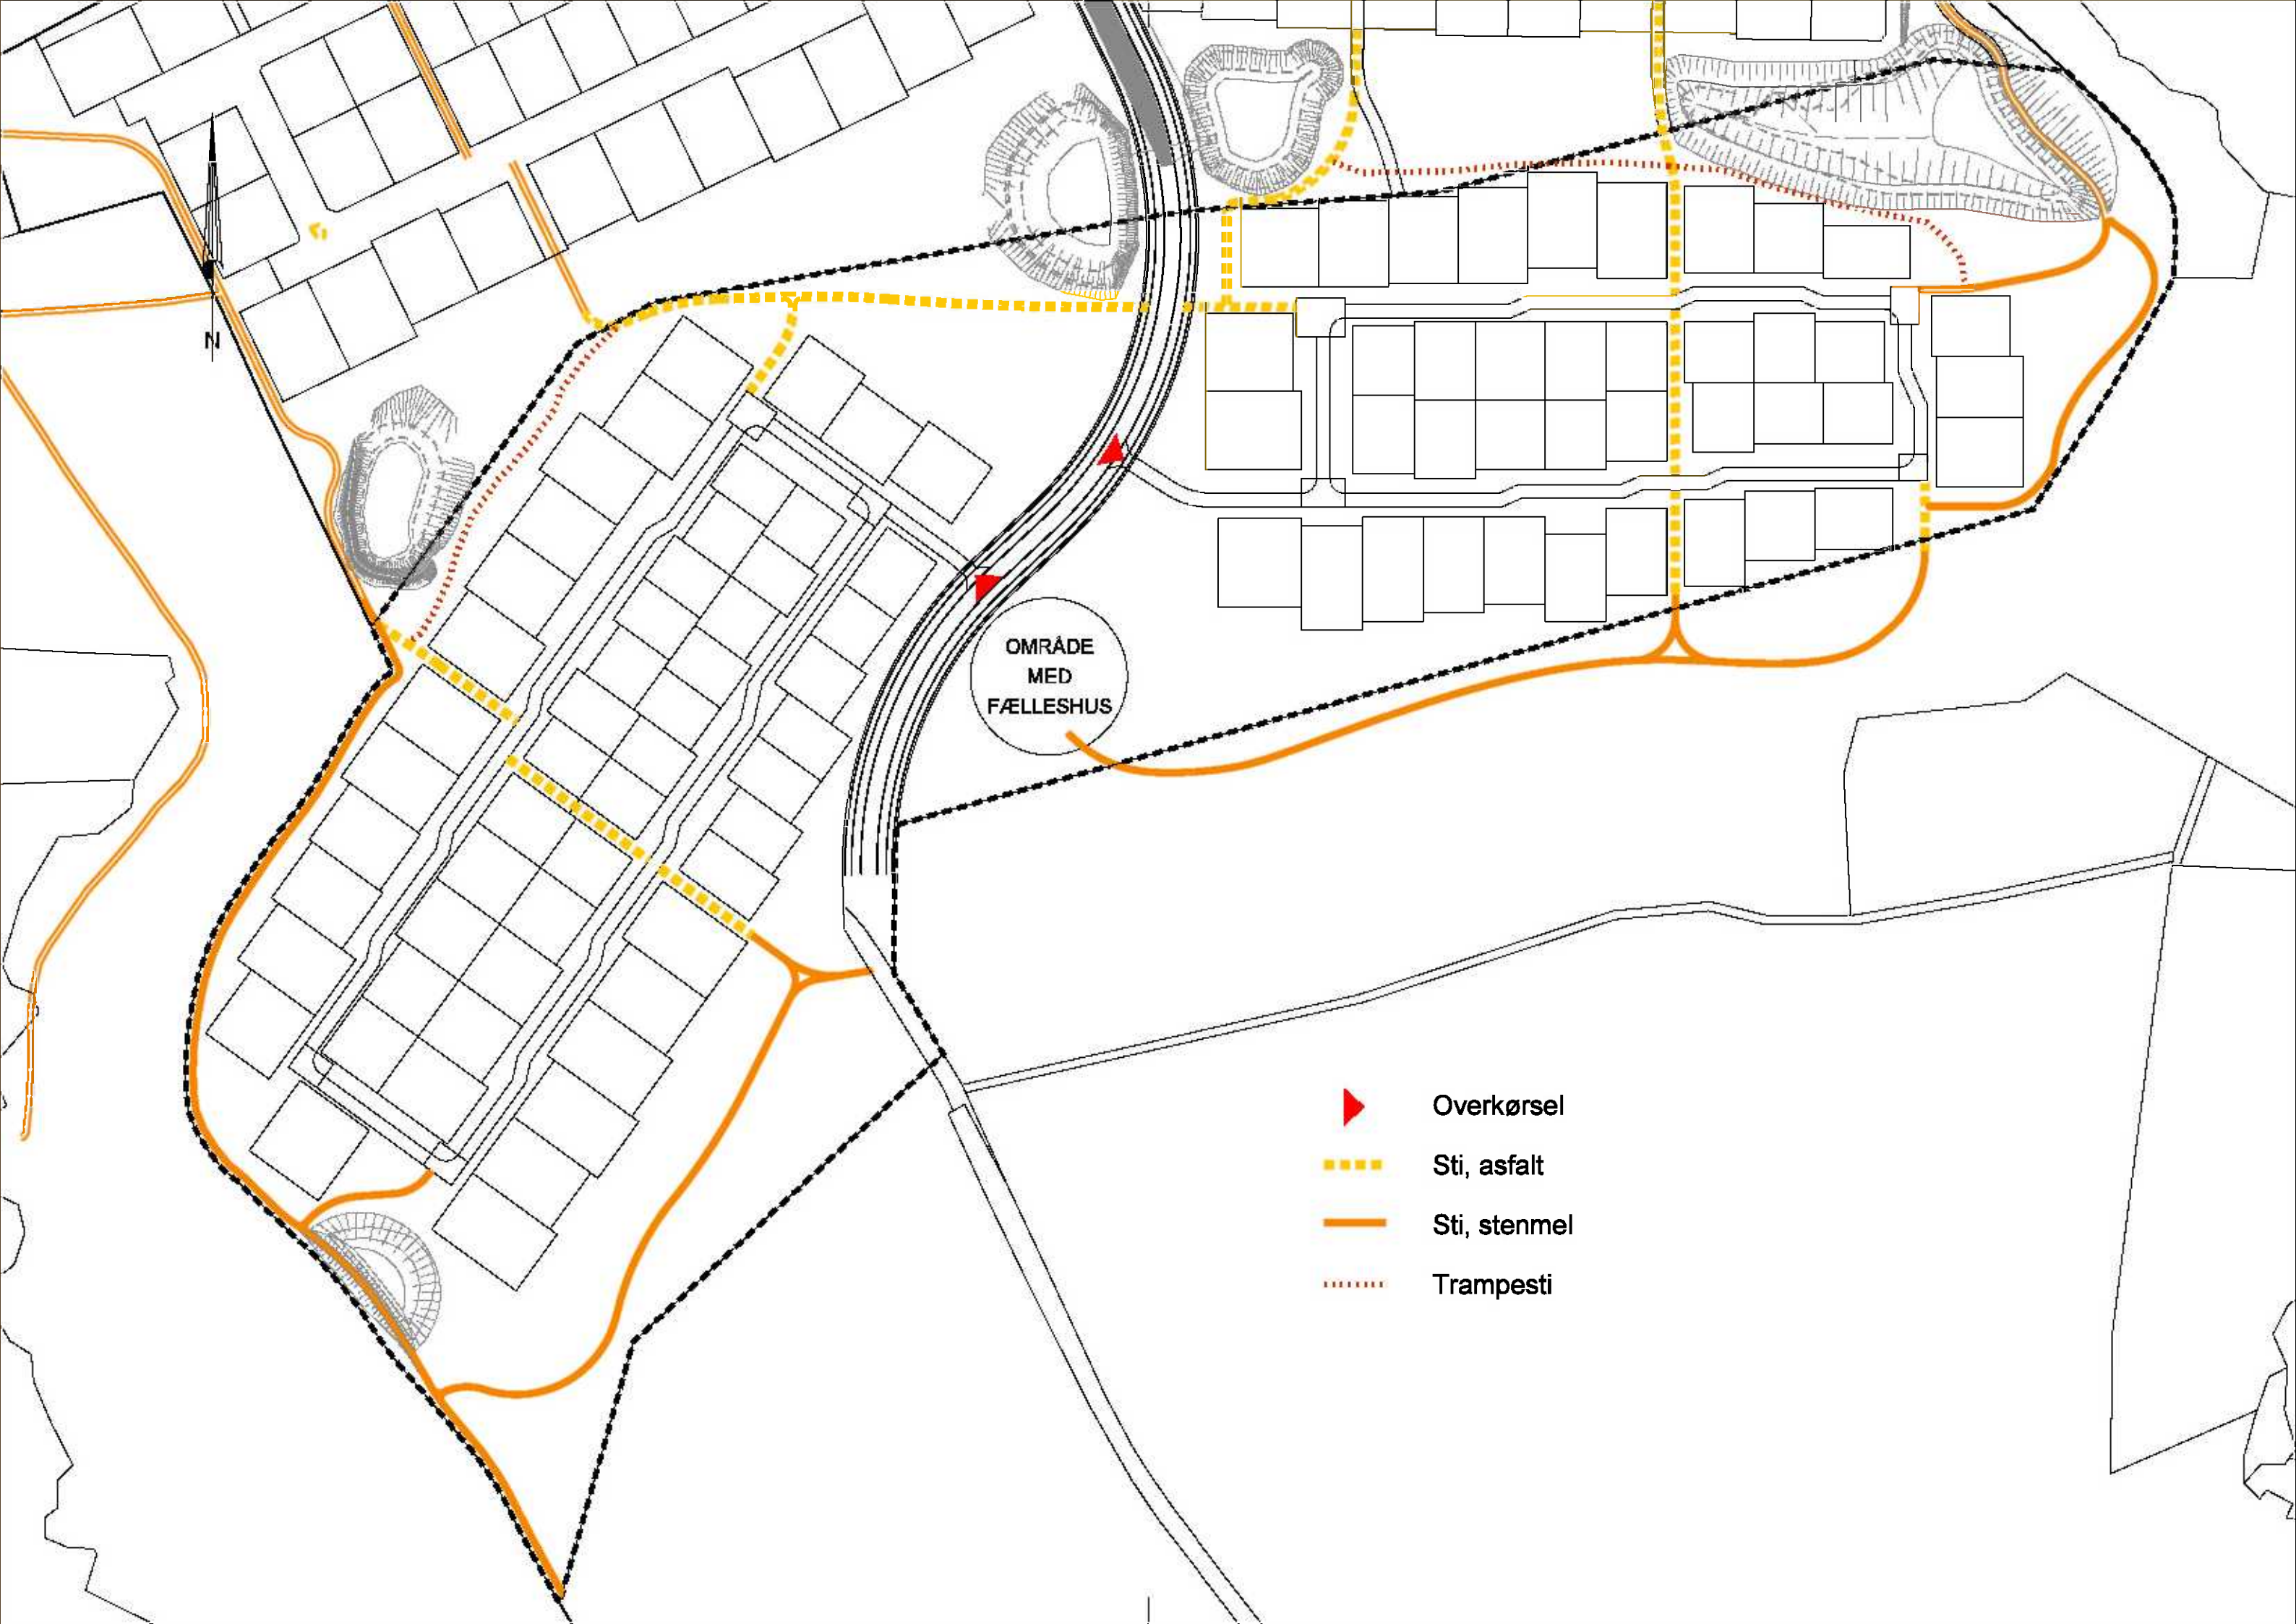 N
OMRÅDE
MED
FÆLLESHUS
Overkørsel
Sti, asfalt
Sti, stenmel
Trampesti